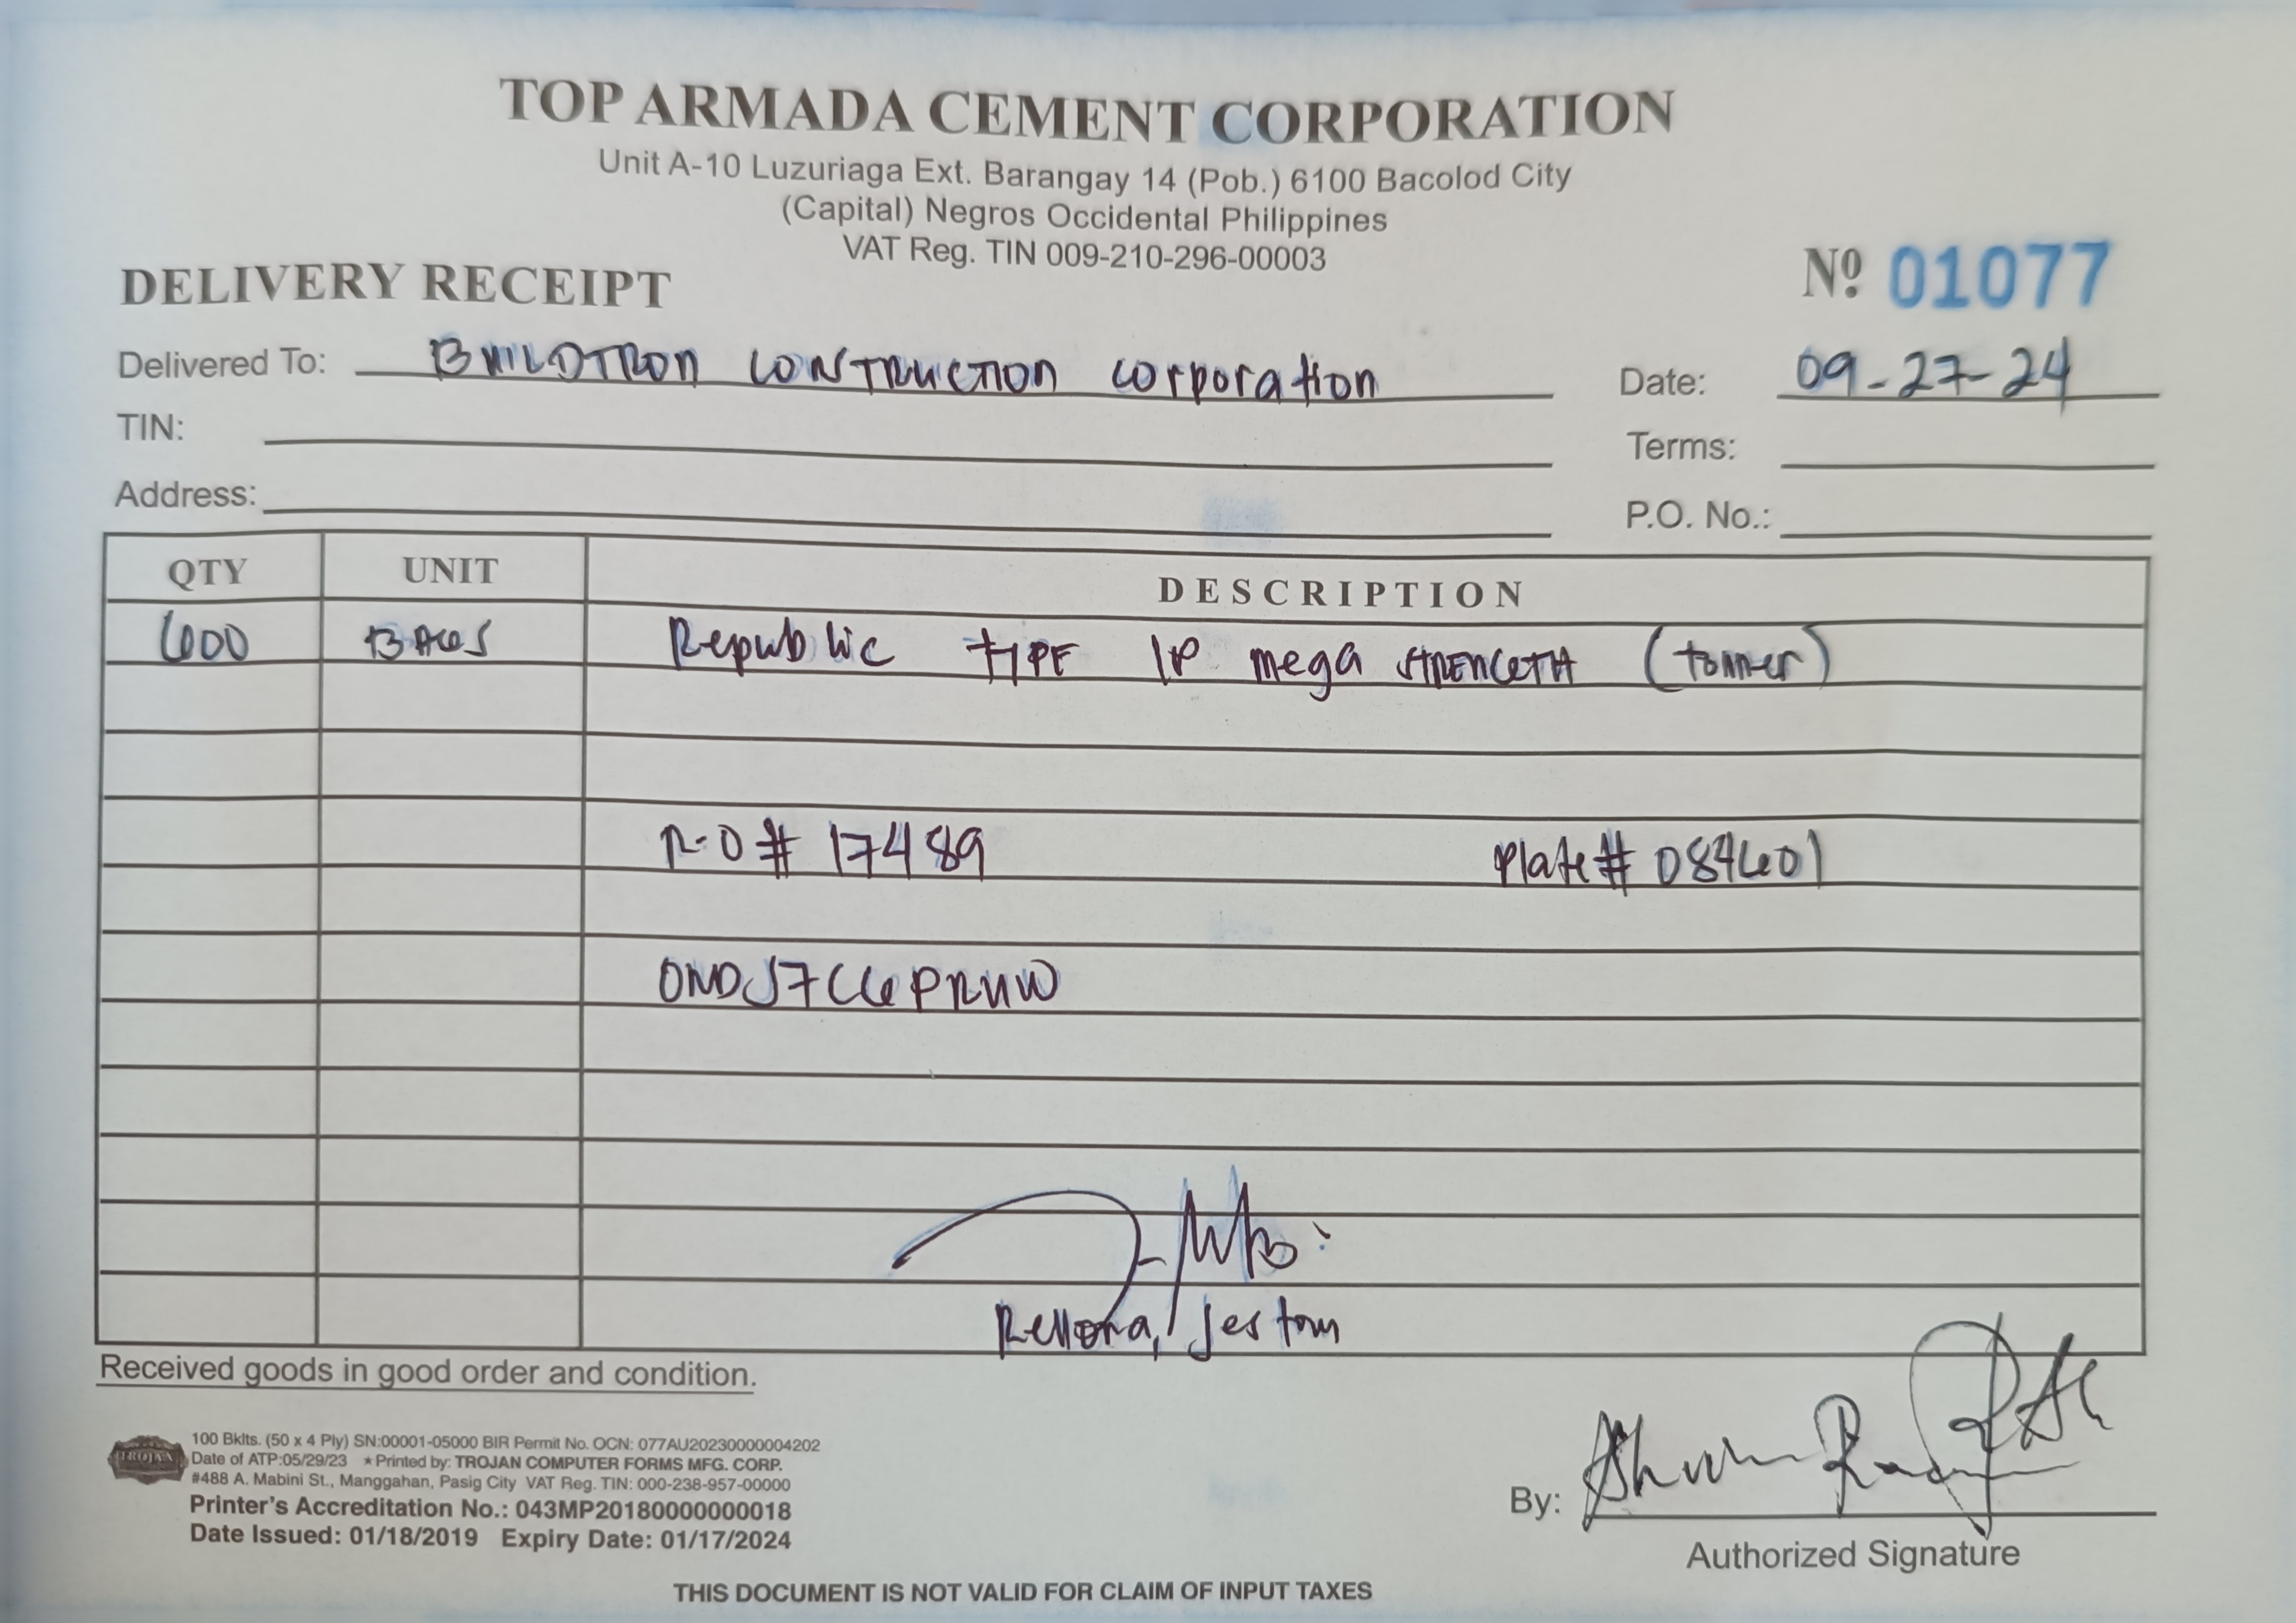 TOP ARMADA CEMENT CORPORATION
Unit A-10 Luzuriaga Ext. Barangay 14 (Pob.) 6100 Bacolod City
(Capital) Negros Occidental Philippines
VAT Reg. TIN 009-210-296-00003
DELIVERY RECEIPT Nº 01077
Delivered To: BUILDTRON CONSTRUCTION corporation Date: 09-27-24
TIN: Terms:
Address: P.O. No.:
QTY UNIT DESCRIPTION
600 BAGS Republic TYPE 1P mega STRENGTH (tonner)
R-O# 17489 Plate# 084601
ONDJ7CGPRUW
Rellora, Jestom
Received goods in good order and condition.
TROJAN
100 Bklts. (50 x 4 Ply) SN:00001-05000 BIR Permit No. OCN: 077AU20230000004202
Date of ATP:05/29/23 ★Printed by: TROJAN COMPUTER FORMS MFG. CORP.
#488 A. Mabini St., Manggahan, Pasig City VAT Reg. TIN: 000-238-957-00000
Printer's Accreditation No.: 043MP20180000000018
Date Issued: 01/18/2019 Expiry Date: 01/17/2024
By:
Authorized Signature
THIS DOCUMENT IS NOT VALID FOR CLAIM OF INPUT TAXES